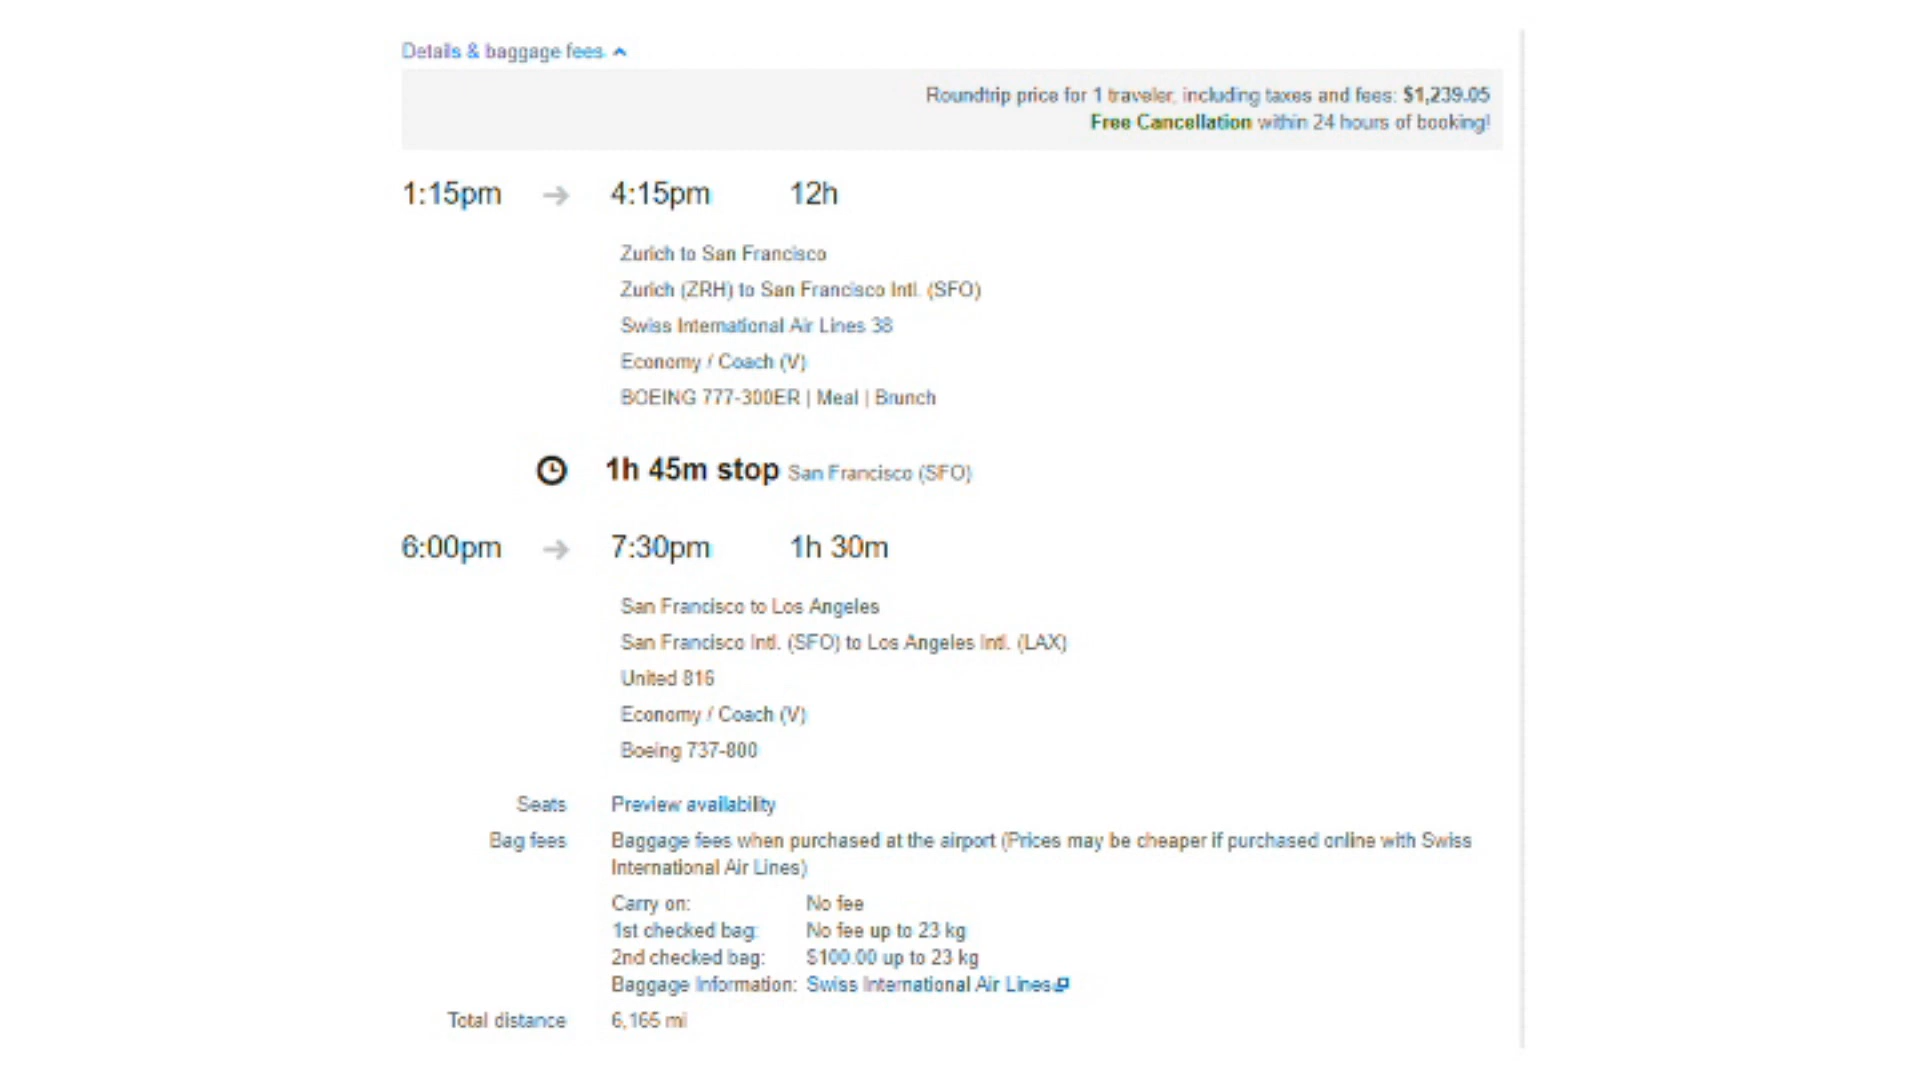 Details & baggage fees
Roundtrip price for 1 traveler, including taxes and fees: $1,239.05
Free Cancellation within 24 hours of booking!
1:15pm → 4:15pm 12h
Zurich to San Francisco
Zurich (ZRH) to San Francisco Intl. (SFO)
Swiss International Air Lines 38
Economy / Coach (V)
BOEING 777-300ER | Meal | Brunch
1h 45m stop San Francisco (SFO)
6:00pm → 7:30pm 1h 30m
San Francisco to Los Angeles
San Francisco Intl. (SFO) to Los Angeles Intl. (LAX)
United 816
Economy / Coach (V)
Boeing 737-800
Seats Preview availability
Bag fees Baggage fees when purchased at the airport (Prices may be cheaper if purchased online with Swiss
International Air Lines)
Carry on: No fee
1st checked bag: No fee up to 23 kg
2nd checked bag: $100.00 up to 23 kg
Baggage Information: Swiss International Air Lines
Total distance 6,165 mi